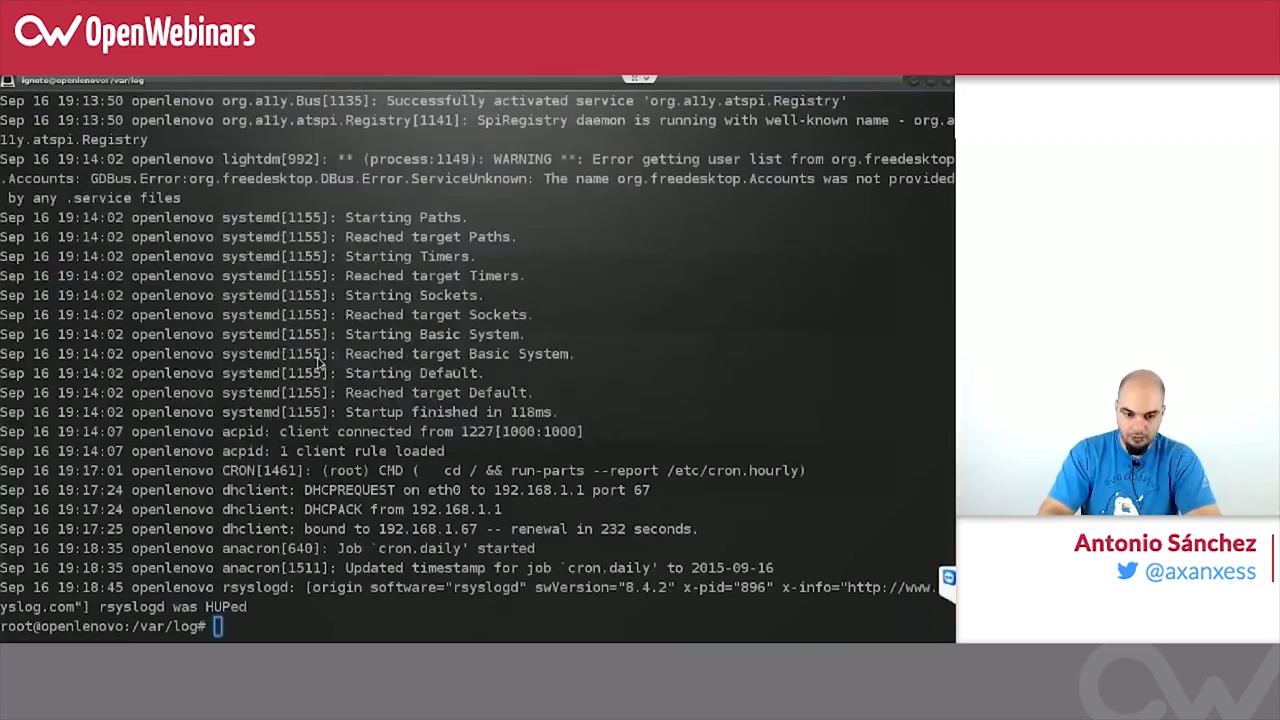 OpenWebinars
ignete@openlenovo: /var/log
Sep 16 19:13:50 openlenovo org.a11y.Bus[1135]: Successfully activated service 'org.a11y.atspi.Registry'
Sep 16 19:13:50 openlenovo org.a11y.atspi.Registry[1141]: SpiRegistry daemon is running with well-known name - org.a
11y.atspi.Registry
Sep 16 19:14:02 openlenovo lightdm[992]: ** (process:1149): WARNING **: Error getting user list from org.freedesktop
.Accounts: GDBus.Error:org.freedesktop.DBus.Error.ServiceUnknown: The name org.freedesktop.Accounts was not provided
by any .service files
Sep 16 19:14:02 openlenovo systemd[1155]: Starting Paths.
Sep 16 19:14:02 openlenovo systemd[1155]: Reached target Paths.
Sep 16 19:14:02 openlenovo systemd[1155]: Starting Timers.
Sep 16 19:14:02 openlenovo systemd[1155]: Reached target Timers.
Sep 16 19:14:02 openlenovo systemd[1155]: Starting Sockets.
Sep 16 19:14:02 openlenovo systemd[1155]: Reached target Sockets.
Sep 16 19:14:02 openlenovo systemd[1155]: Starting Basic System.
Sep 16 19:14:02 openlenovo systemd[1155]: Reached target Basic System.
Sep 16 19:14:02 openlenovo systemd[1155]: Starting Default.
Sep 16 19:14:02 openlenovo systemd[1155]: Reached target Default.
Sep 16 19:14:02 openlenovo systemd[1155]: Startup finished in 118ms.
Sep 16 19:14:07 openlenovo acpid: client connected from 1227[1000:1000]
Sep 16 19:14:07 openlenovo acpid: 1 client rule loaded
Sep 16 19:17:01 openlenovo CRON[1461]: (root) CMD (   cd / && run-parts --report /etc/cron.hourly)
Sep 16 19:17:24 openlenovo dhclient: DHCPREQUEST on eth0 to 192.168.1.1 port 67
Sep 16 19:17:24 openlenovo dhclient: DHCPACK from 192.168.1.1
Sep 16 19:17:25 openlenovo dhclient: bound to 192.168.1.67 -- renewal in 232 seconds.
Sep 16 19:18:35 openlenovo anacron[640]: Job `cron.daily' started
Sep 16 19:18:35 openlenovo anacron[1511]: Updated timestamp for job `cron.daily' to 2015-09-16
Sep 16 19:18:45 openlenovo rsyslogd: [origin software="rsyslogd" swVersion="8.4.2" x-pid="896" x-info="http://www.
yslog.com"] rsyslogd was HUPed
root@openlenovo:/var/log#
Antonio Sánchez
@axanxess